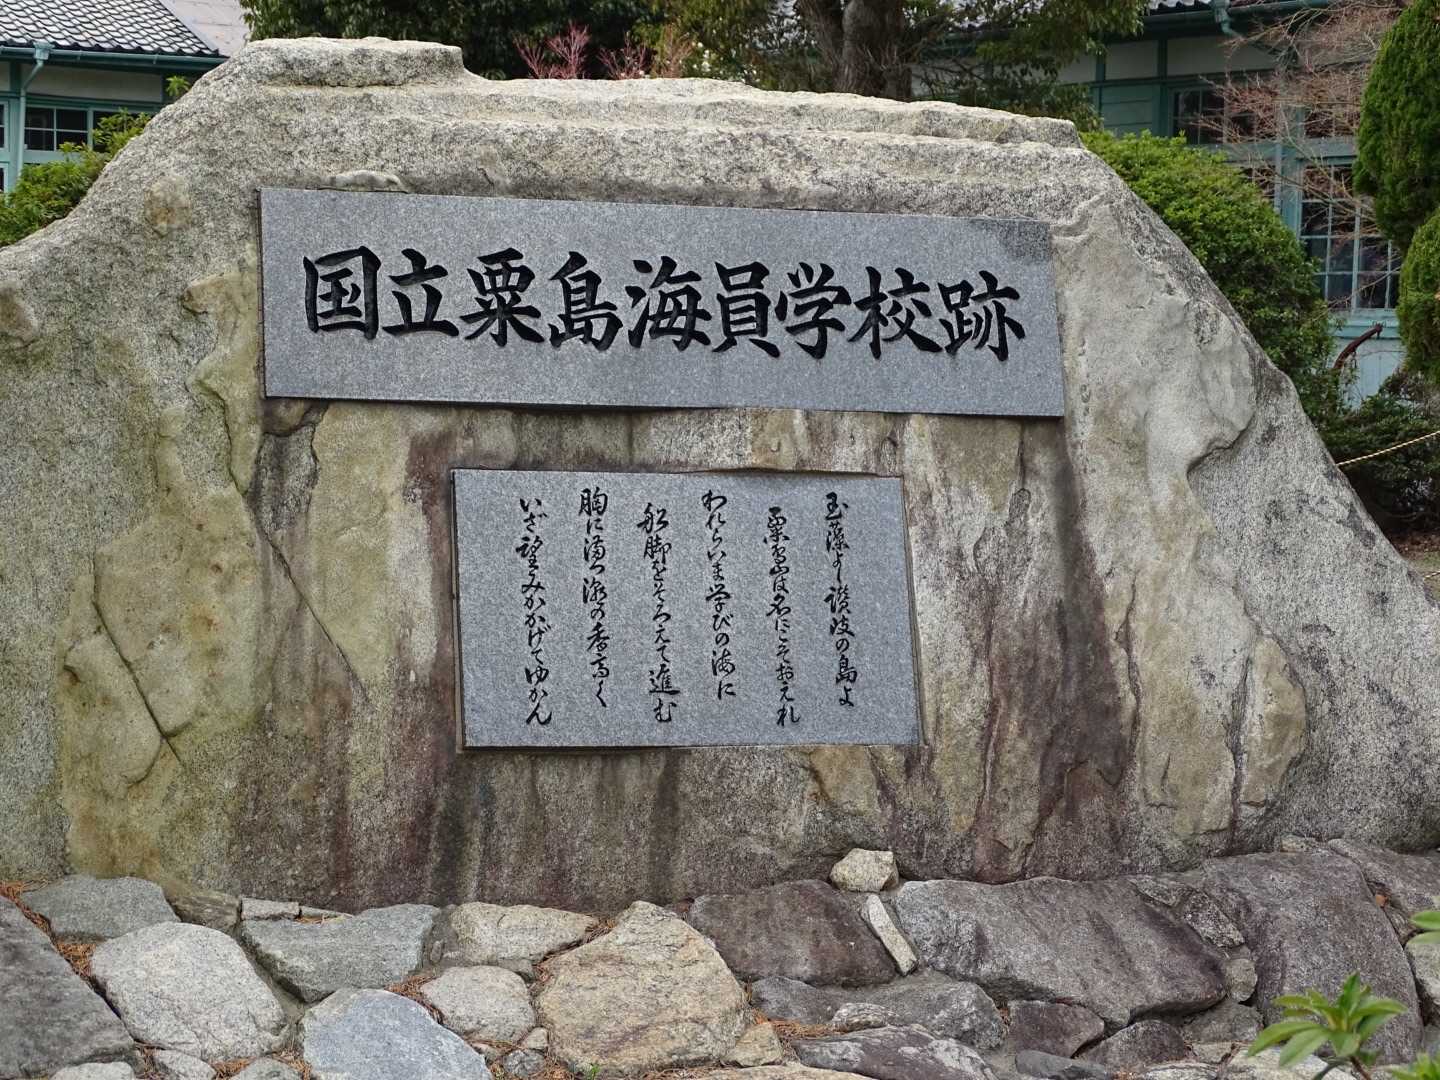 国立粟島海員学校跡
玉藻よし讃岐の島よ
粟島は名にこそおえれ
われらいま学びの海に
船脚をそろえて進む
胸に満つ潮の香高く
いざ望みかかげてゆかん